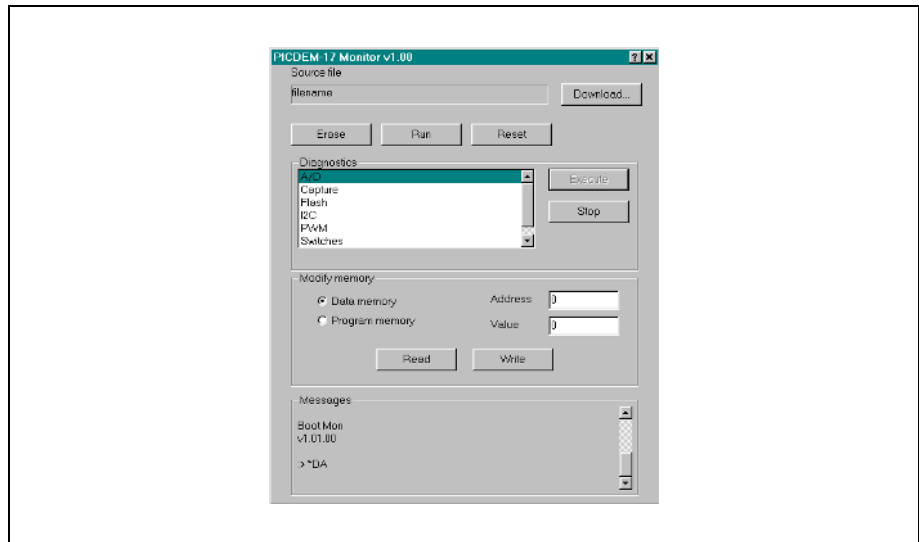 PICDEM-17 Monitor v1.00
Source file
filename
Download...
Erase Run Reset
Diagnostics
A/D
Capture
Flash
I2C
PWM
Switches
Execute
Stop
Modify memory
Data memory
Program memory
Address 0
Value 0
Read Write
Messages
Boot Mon
v1.01.00
> *DA